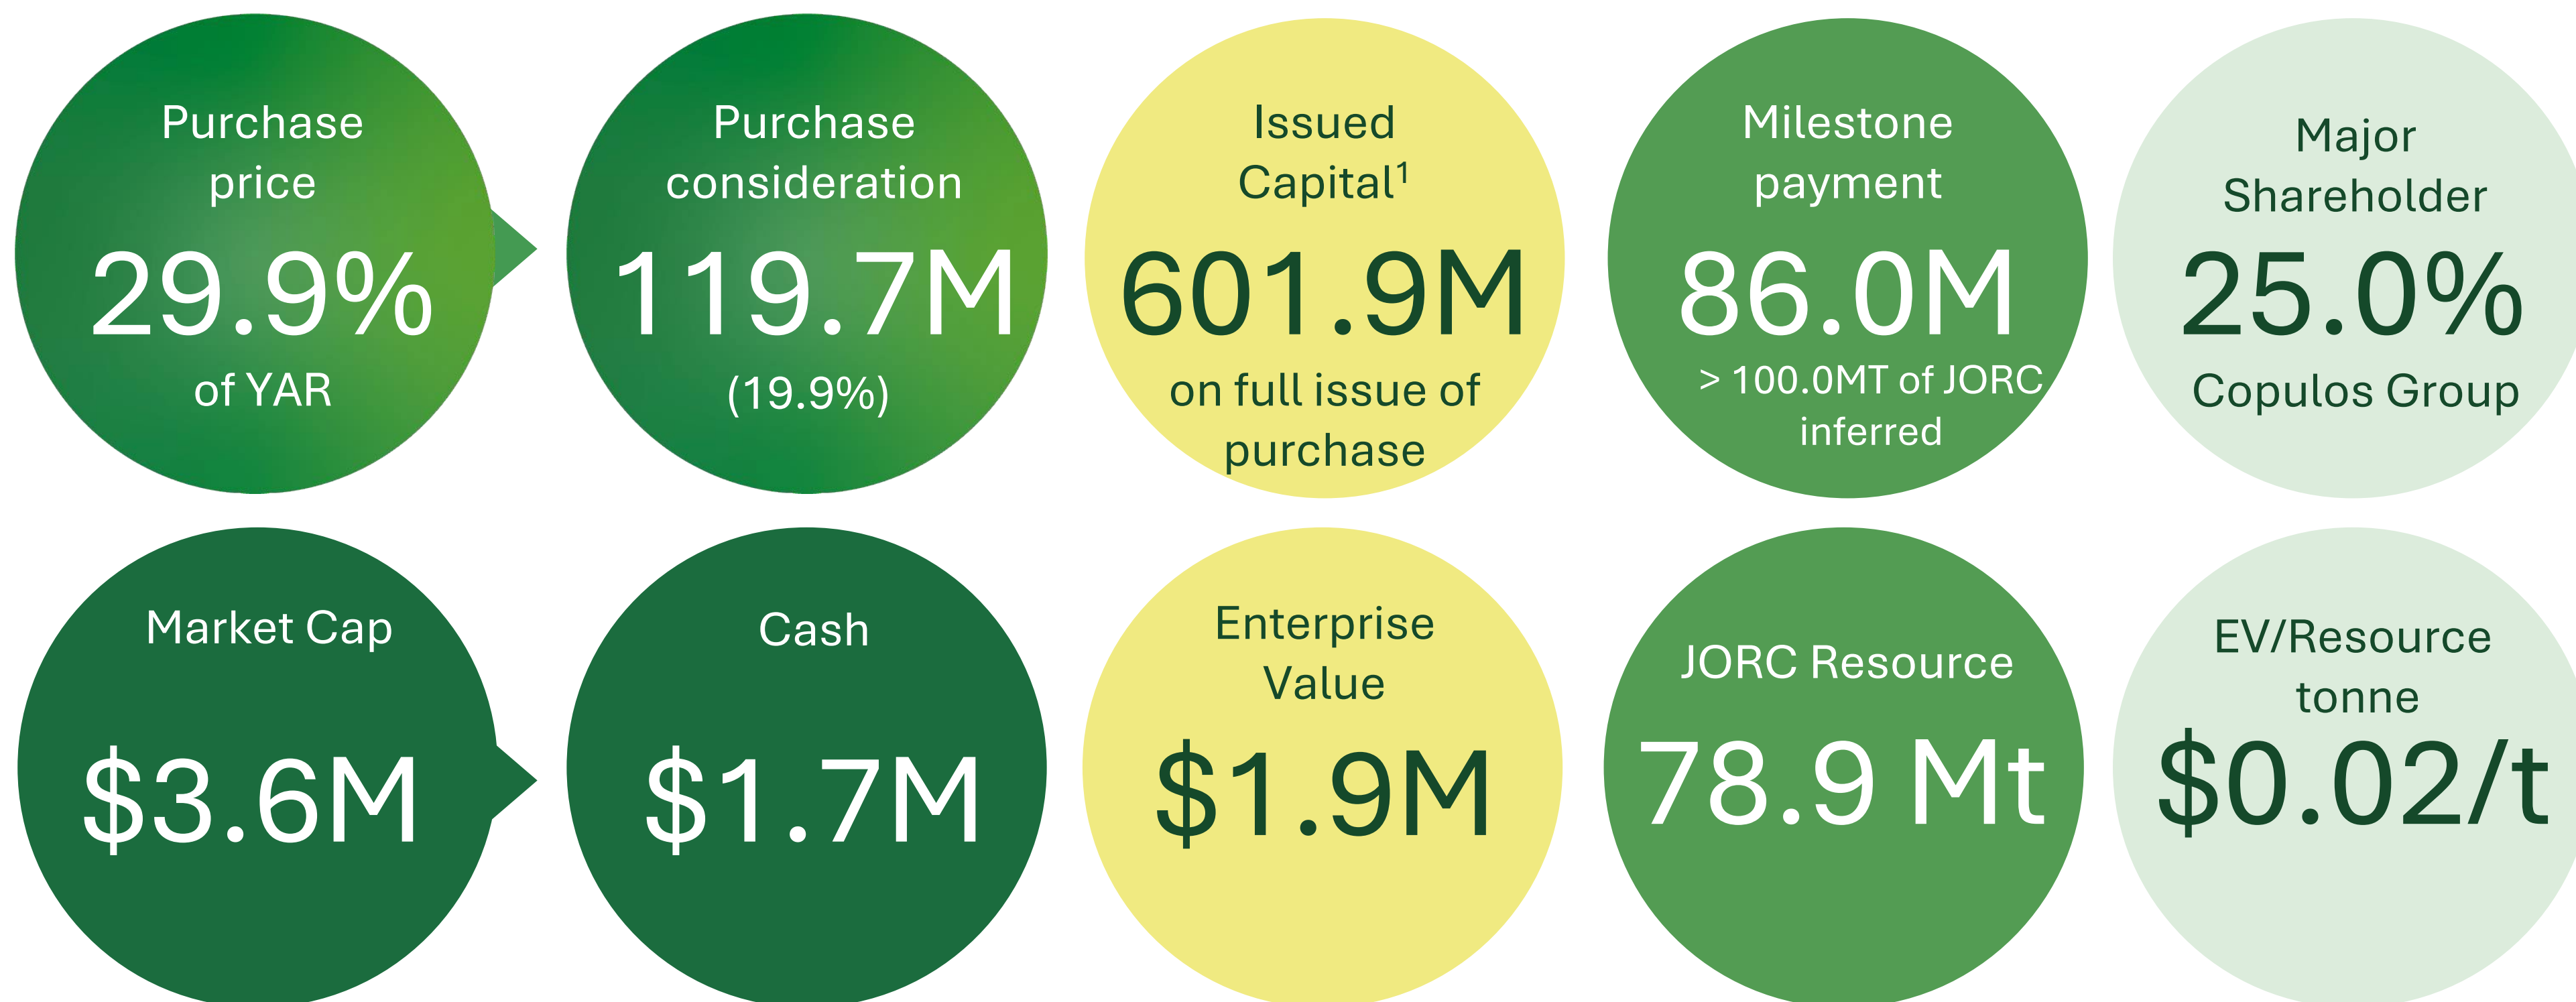 Purchase
price
29.9%
of YAR
Purchase
consideration
119.7M
(19.9%)
Issued
Capital¹
601.9M
on full issue of
purchase
Milestone
payment
86.0M
> 100.0MT of JORC
inferred
Major
Shareholder
25.0%
Copulos Group
Market Cap
$3.6M
Cash
$1.7M
Enterprise
Value
$1.9M
JORC Resource
78.9 Mt
EV/Resource
tonne
$0.02/t